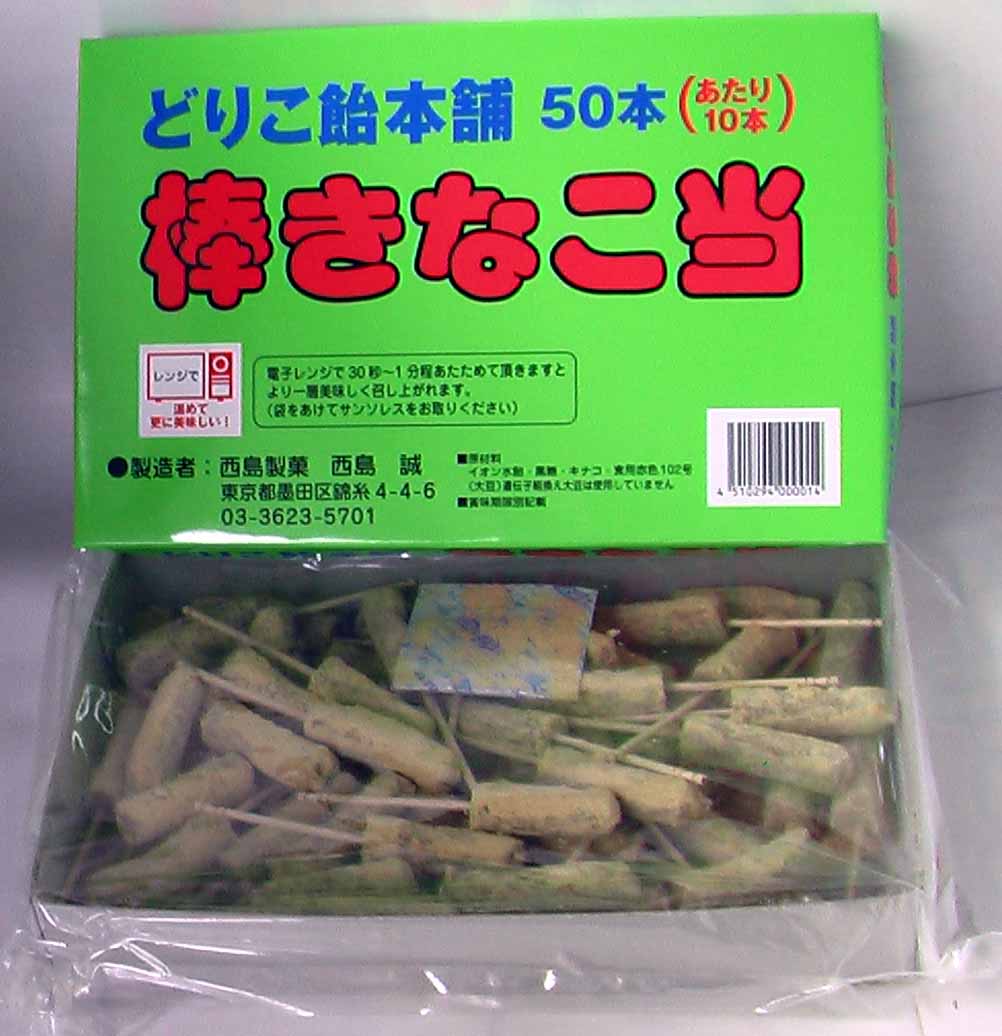 どりこ飴本舗 50本(あたり10本)
棒きなこ当
レンジで
温めて
更に美味しい!
電子レンジで30秒〜1分程あたためて頂きますと
より一層美味しく召し上がれます。
(袋をあけてサンソレスをお取りください)
●製造者:西島製菓 西島 誠
東京都墨田区錦糸4-4-6
03-3623-5701
■原材料
イオン水飴・黒糖・キナコ・食用赤色102号
(大豆)遺伝子組換え大豆は使用していません
■賞味期限別記載
4 510294 000014